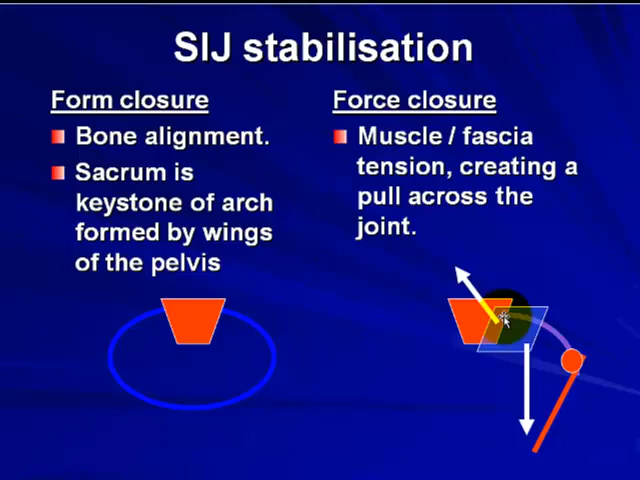 SIJ stabilisation
Form closure
Bone alignment.
Sacrum is
keystone of arch
formed by wings
of the pelvis
Force closure
Muscle / fascia
tension, creating a
pull across the
joint.